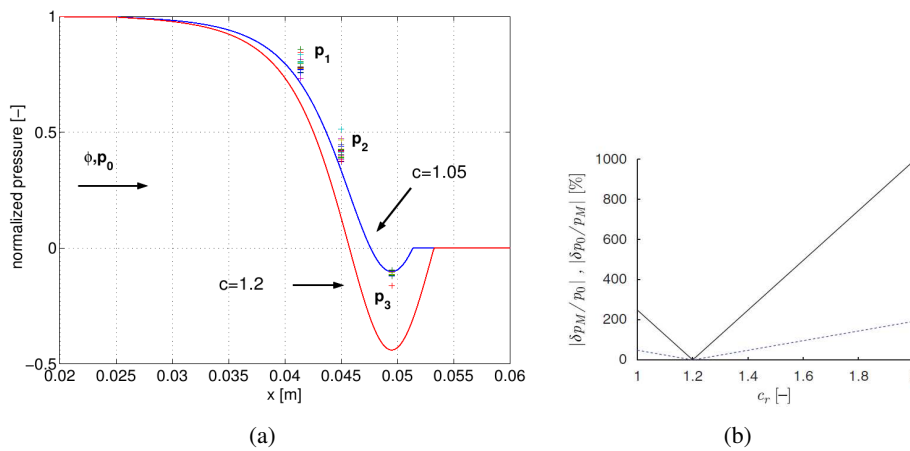 1
0.5
0
−0.5
normalized pressure [-]
p1
p2
ϕ,p0
c=1.05
c=1.2
p3
0.02 0.025 0.03 0.035 0.04 0.045 0.05 0.055 0.06
x [m]
(a)
1000
800
600
400
200
0
|δpM/p0| , |δp0/pM| [%]
1 1.2 1.4 1.6 1.8
cr [−]
(b)